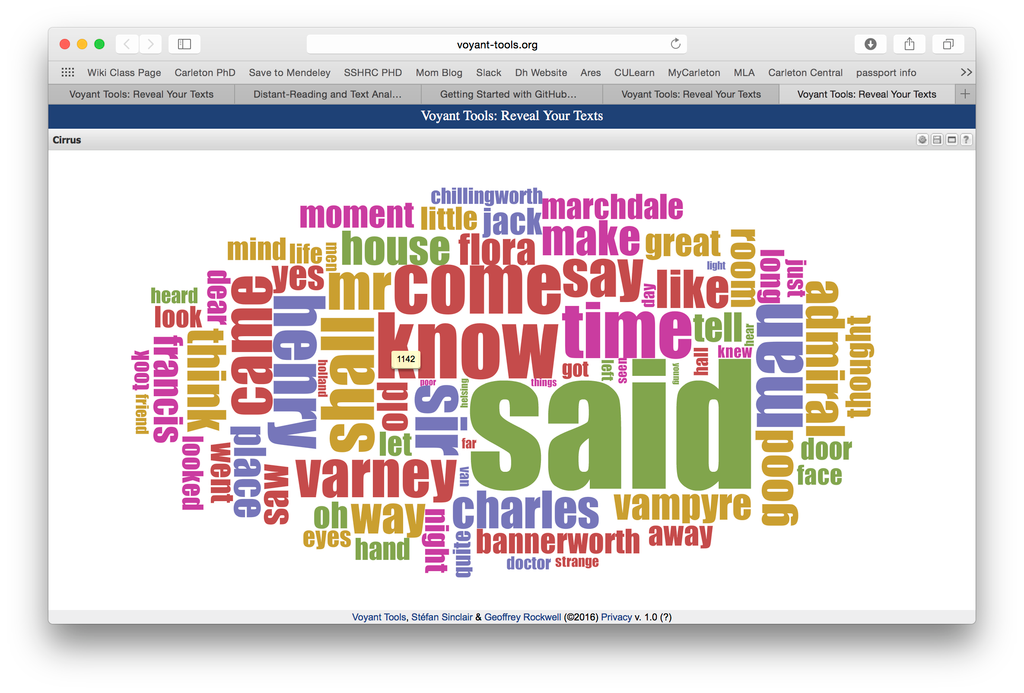 voyant-tools.org
Wiki Class Page Carleton PhD Save to Mendeley SSHRC PHD Mom Blog Slack Dh Website Ares CULearn MyCarleton MLA Carleton Central passport info
Voyant Tools: Reveal Your Texts Distant-Reading and Text Anal... Getting Started with GitHub... Voyant Tools: Reveal Your Texts Voyant Tools: Reveal Your Texts
Voyant Tools: Reveal Your Texts
Cirrus
chillingworth
moment little jack marchdale
mind life men house flora make great room
yes mr come say light long just
heard dear came day like
look henry shall know time tell hear man admiral
francis think 1142 got hall knew thought
took holland left seen young
friend old poor things
sir helsing said
looked place let far door
went saw varney van good face
oh way charles vampyre
eyes hand night quite bannerworth away
doctor strange
Voyant Tools, Stéfan Sinclair & Geoffrey Rockwell (©2016) Privacy v. 1.0 (?)